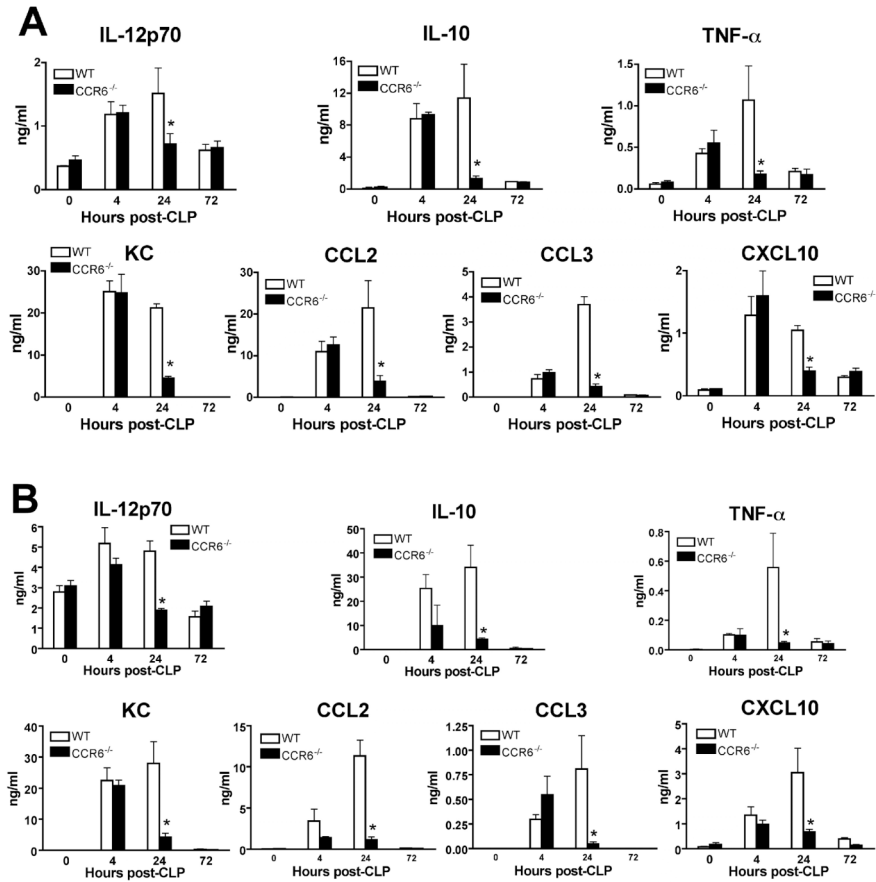 A
IL-12p70
WT
CCR6-/-
ng/ml
2
1
0
*
0 4 24 72
Hours post-CLP
IL-10
WT
CCR6-/-
ng/ml
16
12
8
4
0
*
0 4 24 72
Hours post-CLP
TNF-α
WT
CCR6-/-
ng/ml
1.5
1.0
0.5
0.0
*
0 4 24 72
Hours post-CLP
KC
WT
CCR6-/-
ng/ml
30
20
10
0
*
0 4 24 72
Hours post-CLP
CCL2
WT
CCR6-/-
ng/ml
30
20
10
0
*
0 4 24 72
Hours post-CLP
CCL3
WT
CCR6-/-
ng/ml
5
4
3
2
1
0
*
0 4 24 72
Hours post-CLP
CXCL10
WT
CCR6-/-
ng/ml
2
1
0
*
0 4 24 72
Hours post-CLP
B
IL-12p70
WT
CCR6-/-
ng/ml
6
5
4
3
2
1
0
*
0 4 24 72
Hours post-CLP
IL-10
WT
CCR6-/-
ng/ml
50
40
30
20
10
0
*
0 4 24 72
Hours post-CLP
TNF-α
WT
CCR6-/-
ng/ml
0.8
0.6
0.4
0.2
0.0
*
0 4 24 72
Hours post-CLP
KC
WT
CCR6-/-
ng/ml
40
30
20
10
0
*
0 4 24 72
Hours post-CLP
CCL2
WT
CCR6-/-
ng/ml
15
10
5
0
*
0 4 24 72
Hours post-CLP
CCL3
WT
CCR6-/-
ng/ml
1.25
1.00
0.75
0.50
0.25
0.00
*
0 4 24 72
Hours post-CLP
CXCL10
WT
CCR6-/-
ng/ml
5
4
3
2
1
0
*
0 4 24 72
Hours post-CLP